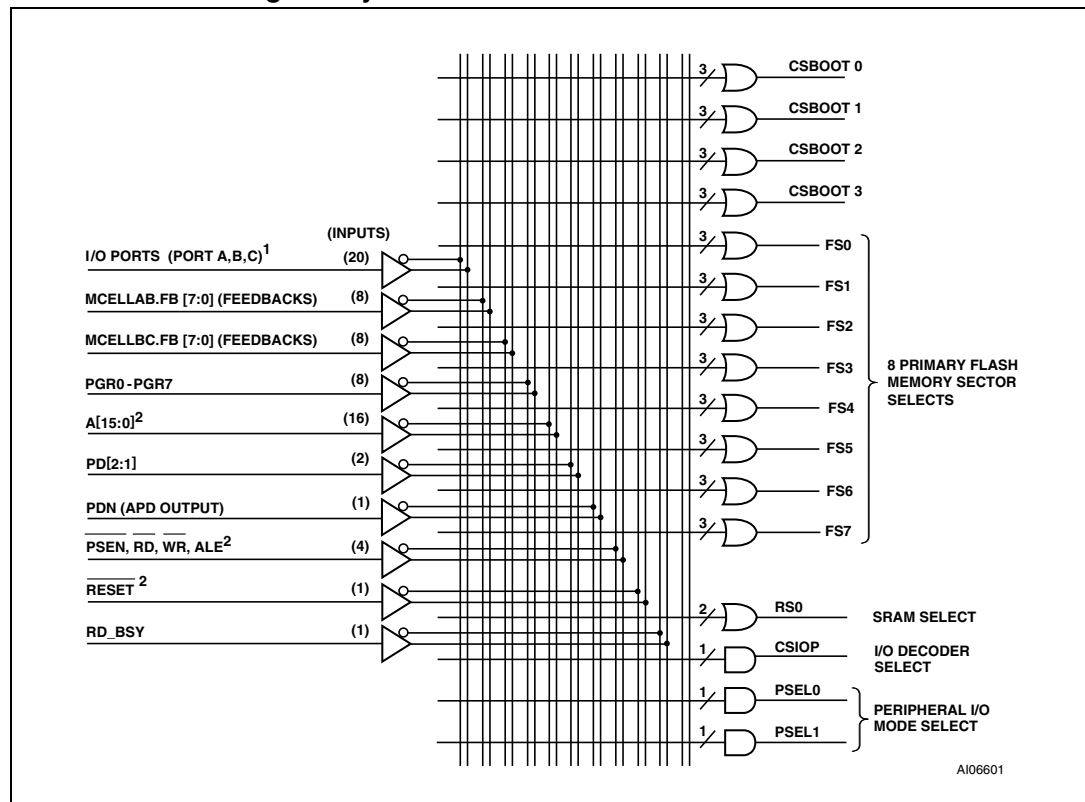 3 CSBOOT 0
3 CSBOOT 1
3 CSBOOT 2
3 CSBOOT 3
(INPUTS)
I/O PORTS (PORT A,B,C)1 (20)
MCELLAB.FB [7:0] (FEEDBACKS) (8)
MCELLBC.FB [7:0] (FEEDBACKS) (8)
PGR0-PGR7 (8)
A[15:0]2 (16)
PD[2:1] (2)
PDN (APD OUTPUT) (1)
PSEN, RD, WR, ALE2 (4)
RESET 2 (1)
RD_BSY (1)
3 FS0
3 FS1
3 FS2
3 FS3
3 FS4
3 FS5
3 FS6
3 FS7
8 PRIMARY FLASH
MEMORY SECTOR
SELECTS
2 RS0 SRAM SELECT
1 CSIOP I/O DECODER
SELECT
1 PSEL0
1 PSEL1
PERIPHERAL I/O
MODE SELECT
AI06601